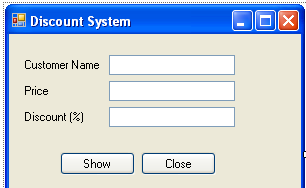 Discount System
Customer Name
Price
Discount (%)
Show Close